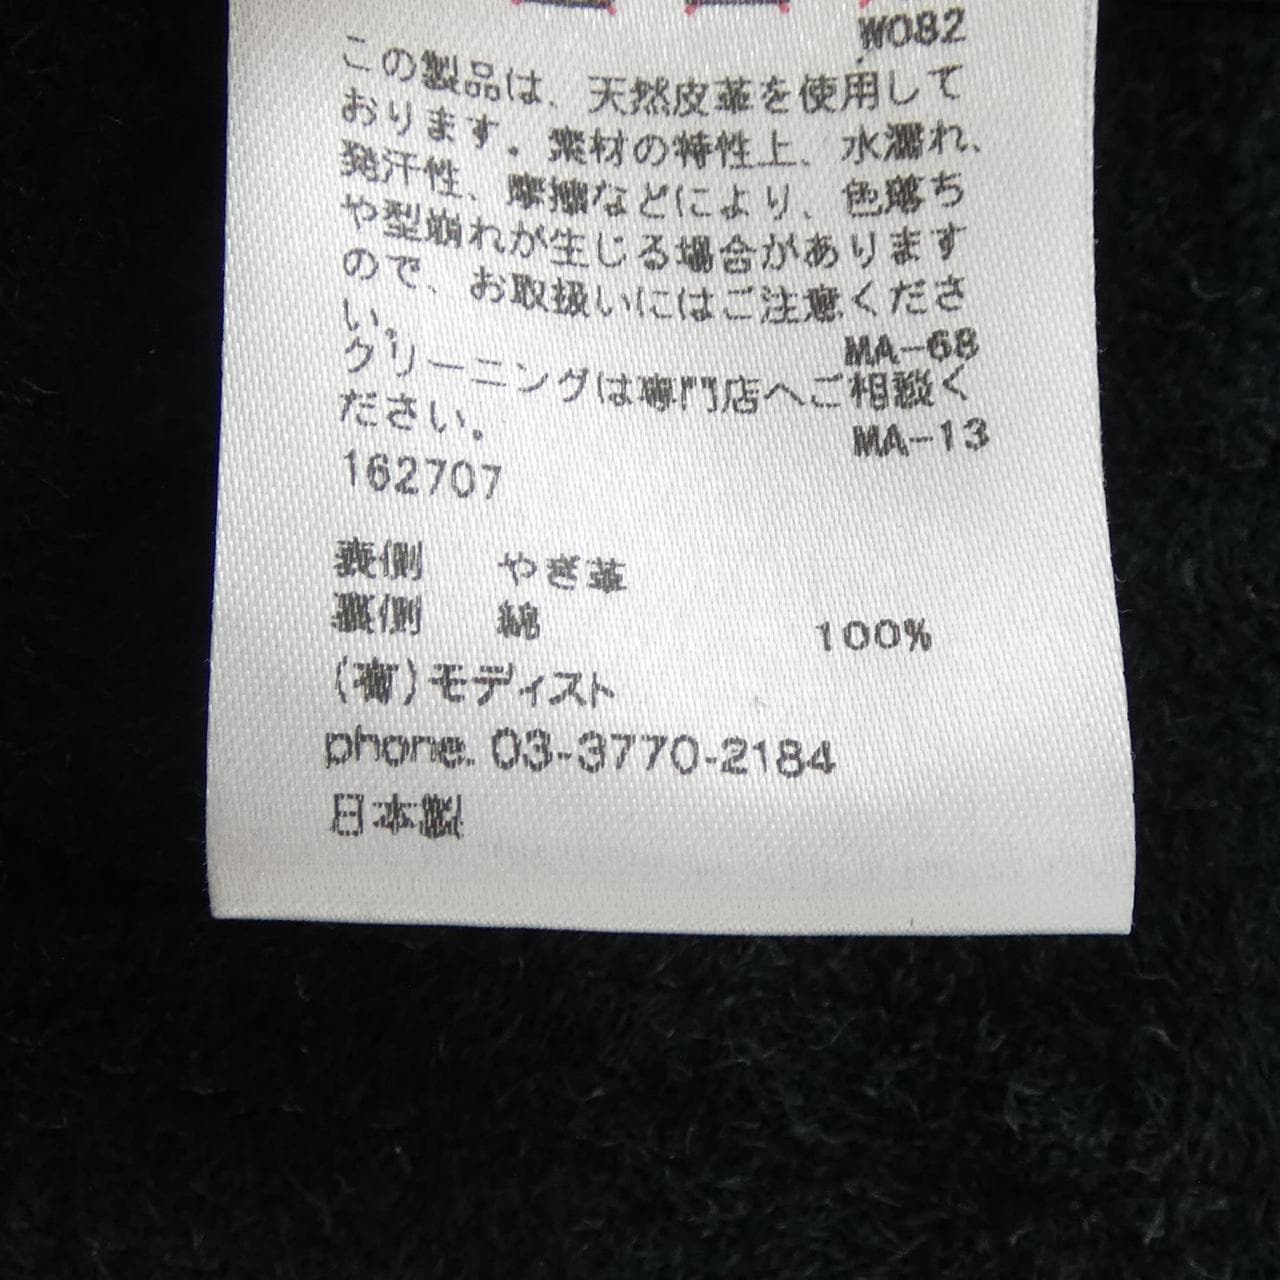 W082
この製品は、天然皮革を使用して
おります。素材の特性上、水濡れ、
発汗性、摩擦などにより、色落ち
や型崩れが生じる場合があります
ので、お取扱いにはご注意くださ
い。
MA-68
クリーニングは専門店へご相談く
ださい。
MA-13
162707
表側 やぎ革
裏側 綿 100%
(有)モディスト
phone. 03-3770-2184
日本製